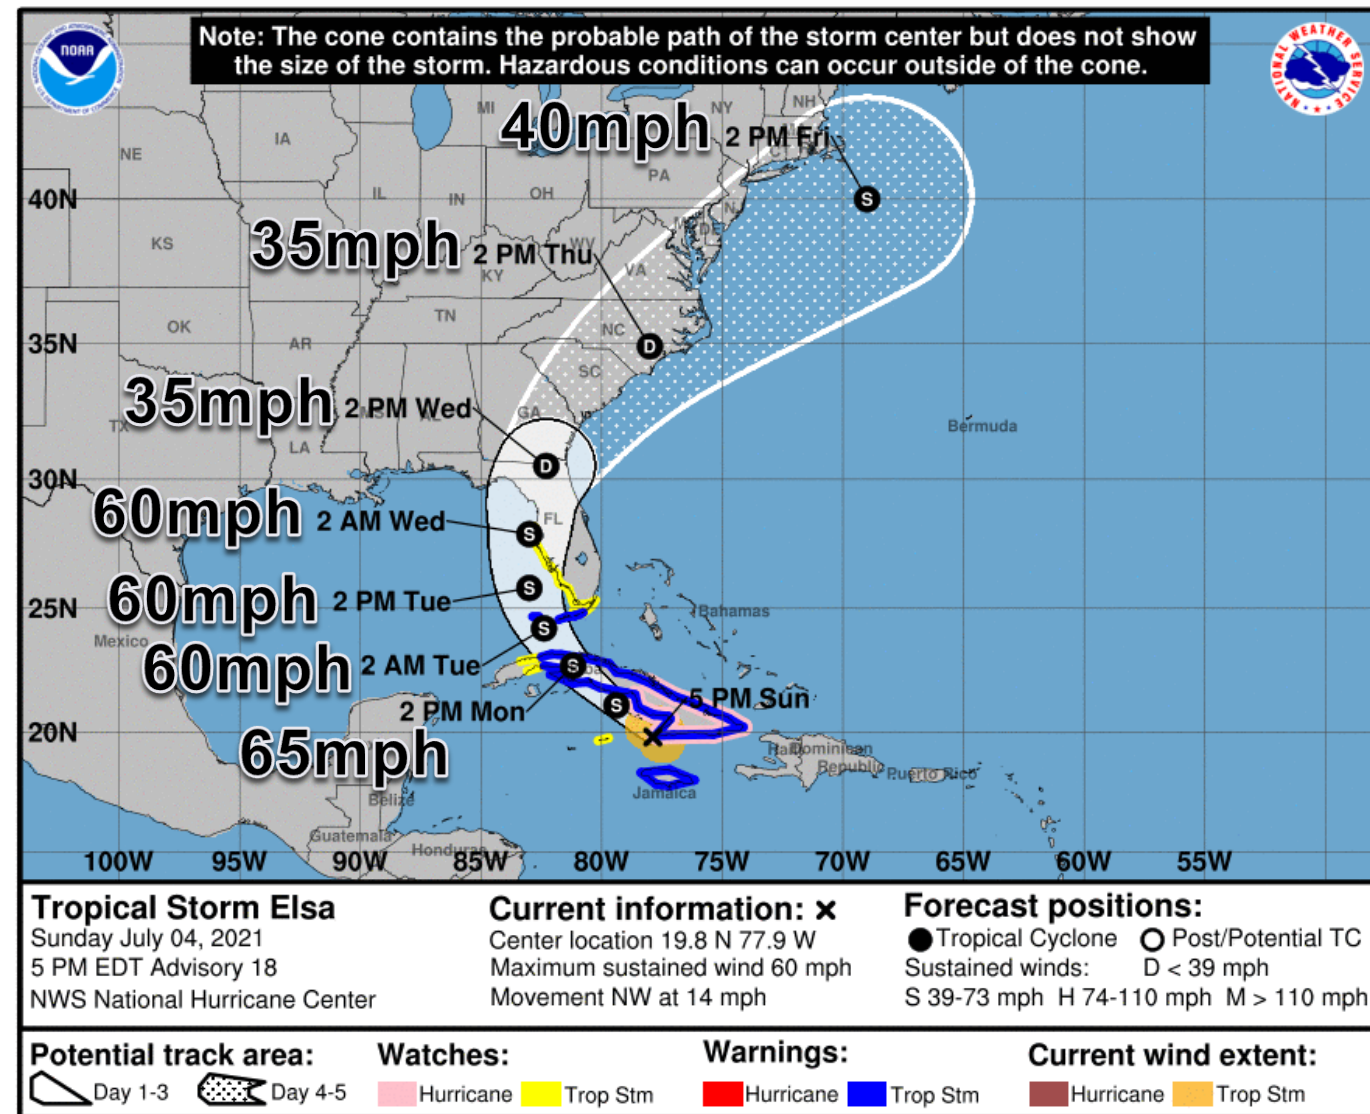 Note: The cone contains the probable path of the storm center but does not show
the size of the storm. Hazardous conditions can occur outside of the cone.
NOAA
NATIONAL WEATHER SERVICE
40mph 2 PM Fri
35mph 2 PM Thu
35mph 2 PM Wed
60mph 2 AM Wed
60mph 2 PM Tue
60mph 2 AM Tue
2 PM Mon
65mph
5 PM Sun
MI
NY
NH
IA
NE
PA
CT
IL
IN
OH
DE
KS
WV
KY
VA
OK
TN
NC
AR
SC
GA
AL
TX
LA
FL
Bermuda
Bahamas
Mexico
Haiti
Dominican
Republic
Puerto Rico
Jamaica
Belize
Guatemala
Honduras
40N
35N
30N
25N
20N
100W 95W 90W 85W 80W 75W 70W 65W 60W 55W
Tropical Storm Elsa
Sunday July 04, 2021
5 PM EDT Advisory 18
NWS National Hurricane Center
Current information: ×
Center location 19.8 N 77.9 W
Maximum sustained wind 60 mph
Movement NW at 14 mph
Forecast positions:
Tropical Cyclone Post/Potential TC
Sustained winds: D < 39 mph
S 39-73 mph H 74-110 mph M > 110 mph
Potential track area:
Day 1-3 Day 4-5
Watches:
Hurricane Trop Stm
Warnings:
Hurricane Trop Stm
Current wind extent:
Hurricane Trop Stm
S
D
D
S
S
S
S
S